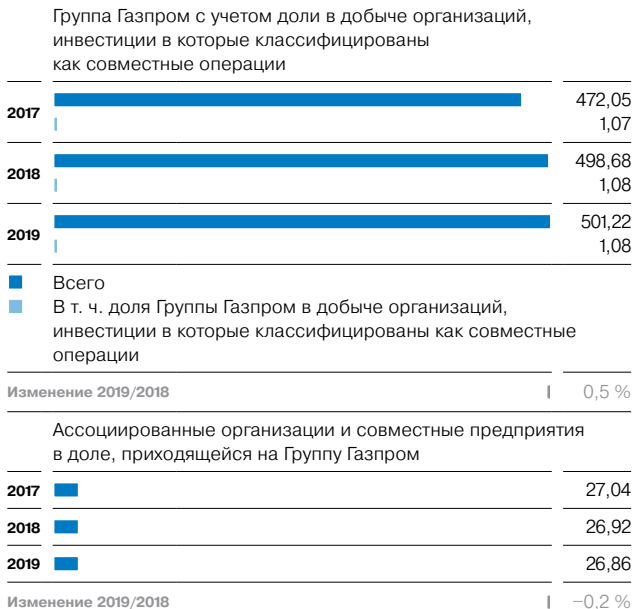 Группа Газпром с учетом доли в добыче организаций,
инвестиции в которые классифицированы
как совместные операции
2017 472,05
1,07
2018 498,68
1,08
2019 501,22
1,08
Всего
В т. ч. доля Группы Газпром в добыче организаций,
инвестиции в которые классифицированы как совместные
операции
Изменение 2019/2018 0,5 %
Ассоциированные организации и совместные предприятия
в доле, приходящейся на Группу Газпром
2017 27,04
2018 26,92
2019 26,86
Изменение 2019/2018 −0,2 %